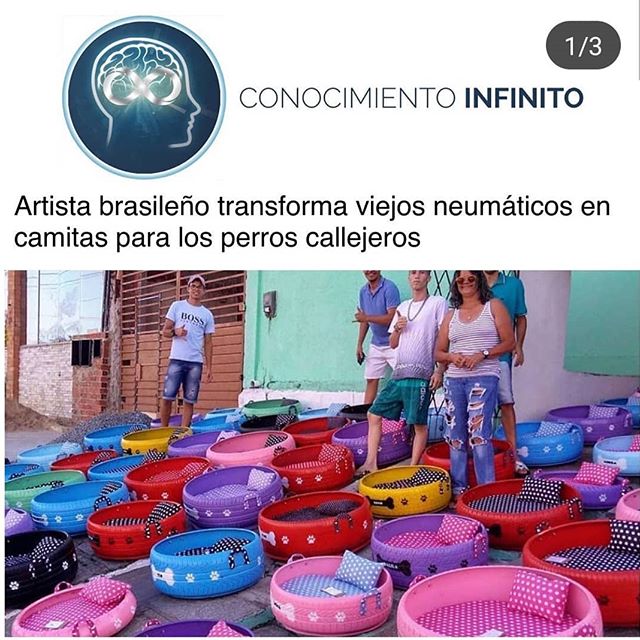 1/3
CONOCIMIENTO INFINITO
Artista brasileño transforma viejos neumáticos en
camitas para los perros callejeros
BOSS